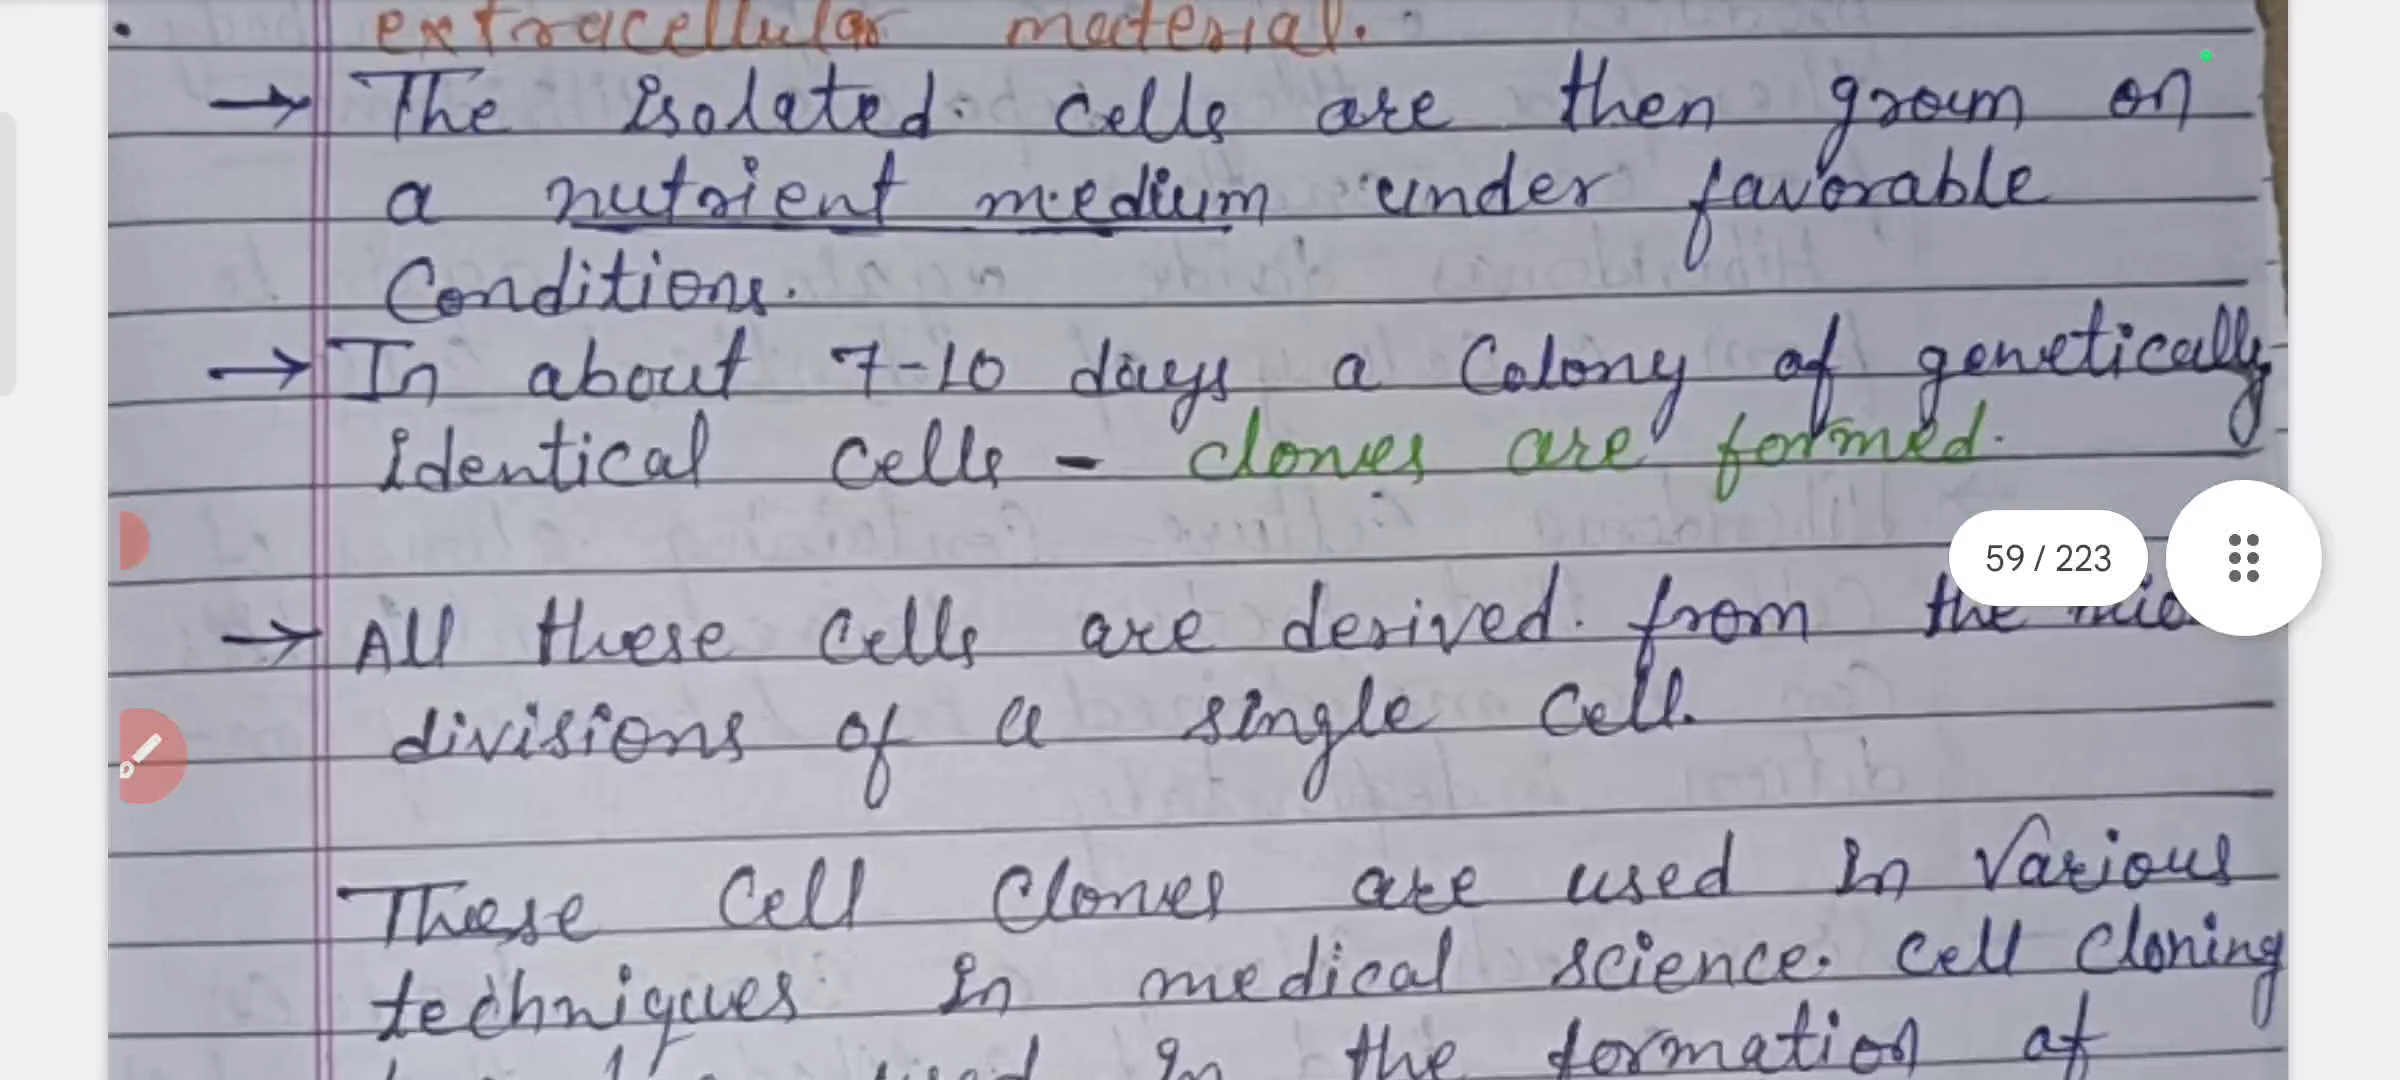 extracellular material.
→ The isolated cells are then grown on
a nutrient medium under favorable
Conditions.
→ In about 7-10 days a Colony of genetically
identical cells - clones are formed.
59 / 223
→ All these cells are derived from the
divisions of a single cell.
These Cell Clones are used in various
techniques in medical science. Cell Cloning
in the formation of